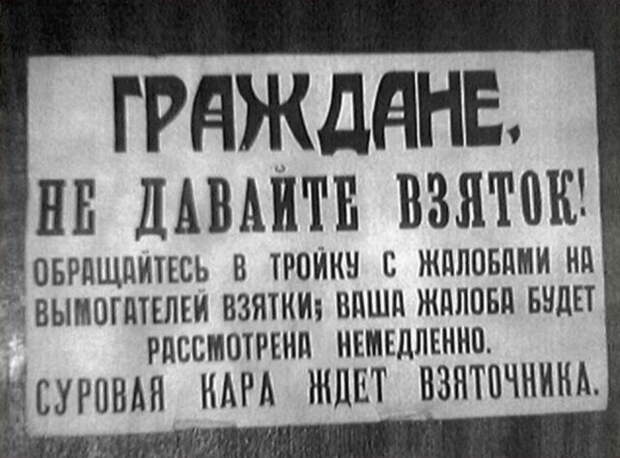 ГРАЖДАНЕ,
НЕ ДАВАЙТЕ ВЗЯТОК!
ОБРАЩАЙТЕСЬ В ТРОЙКУ С ЖАЛОБАМИ НА
ВЫМОГАТЕЛЕЙ ВЗЯТКИ; ВАША ЖАЛОБА БУДЕТ
РАССМОТРЕНА НЕМЕДЛЕННО.
СУРОВАЯ КАРА ЖДЕТ ВЗЯТОЧНИКА.